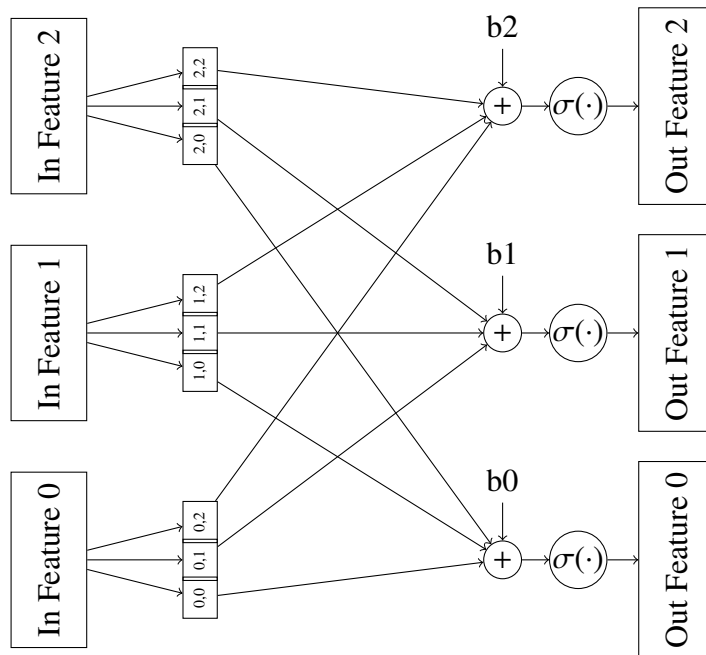 In Feature 2
2,2
2,1
2,0
b2
+
σ(·)
Out Feature 2
In Feature 1
1,2
1,1
1,0
b1
+
σ(·)
Out Feature 1
In Feature 0
0,2
0,1
0,0
b0
+
σ(·)
Out Feature 0